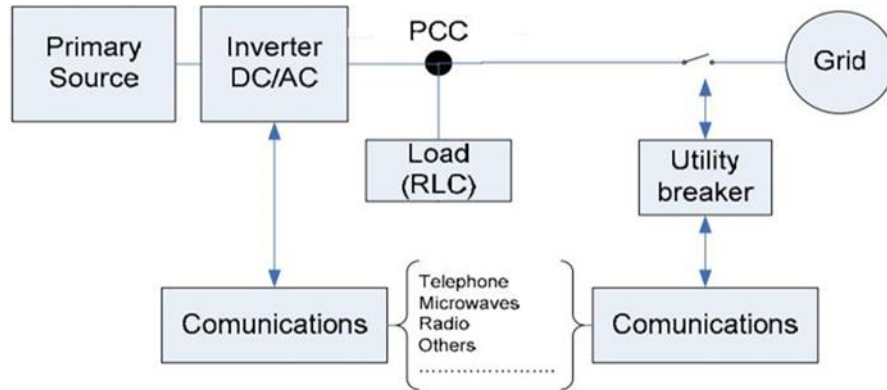 PCC
Primary
Source
Inverter
DC/AC
Grid
Load
(RLC)
Utility
breaker
Comunications
Telephone
Microwaves
Radio
Others
....................
Comunications